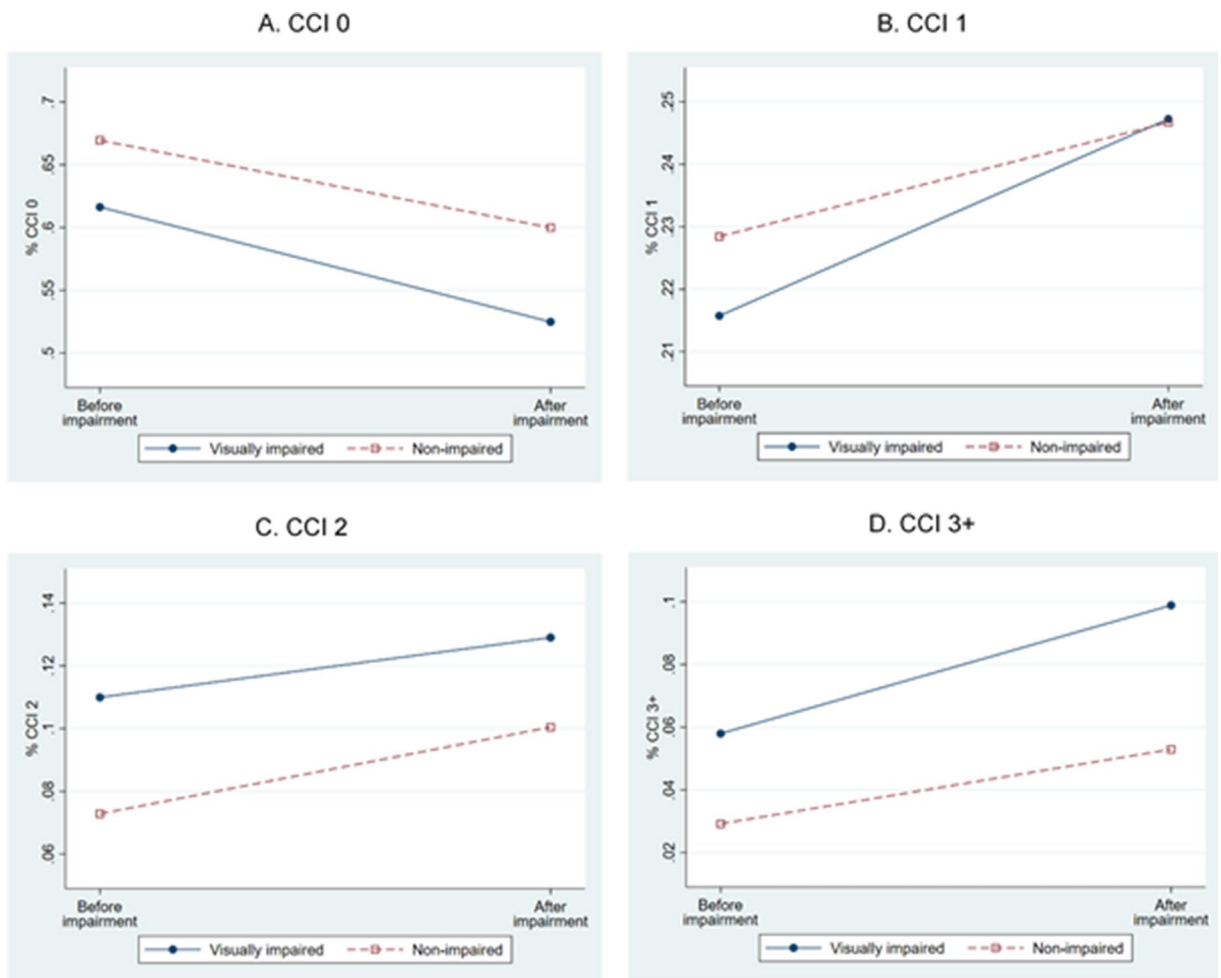 A. CCI 0
% CCI 0
.7
.65
.6
.55
.5
Before impairment
After impairment
Visually impaired
Non-impaired
B. CCI 1
% CCI 1
.25
.24
.23
.22
.21
Before impairment
After impairment
Visually impaired
Non-impaired
C. CCI 2
% CCI 2
.14
.12
.1
.08
.06
Before impairment
After impairment
Visually impaired
Non-impaired
D. CCI 3+
% CCI 3+
.1
.08
.06
.04
.02
Before impairment
After impairment
Visually impaired
Non-impaired